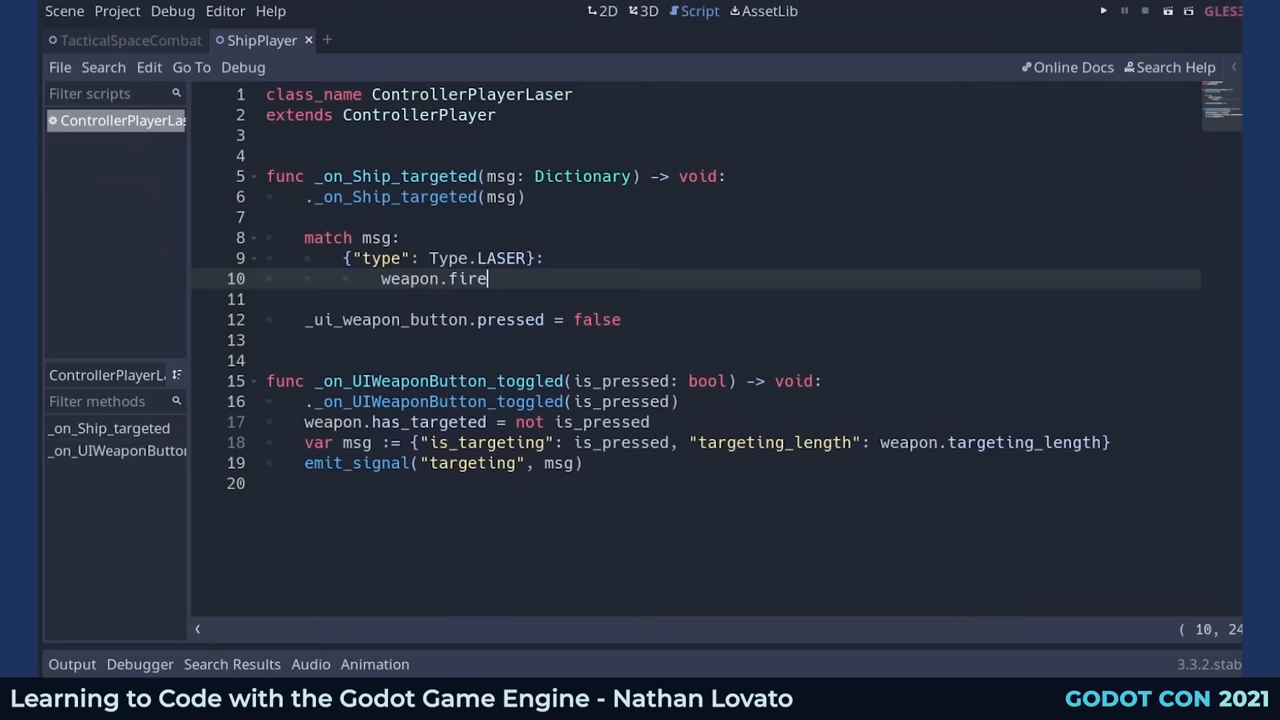 Scene Project Debug Editor Help 2D 3D Script AssetLib GLES3
TacticalSpaceCombat ShipPlayer × +
File Search Edit Go To Debug Online Docs Search Help
Filter scripts
ControllerPlayerLas
1 class_name ControllerPlayerLaser
2 extends ControllerPlayer
3
4
5 func _on_Ship_targeted(msg: Dictionary) -> void:
6 ._on_Ship_targeted(msg)
7
8 match msg:
9 {"type": Type.LASER}:
10 weapon.fire
11
12 _ui_weapon_button.pressed = false
13
14
15 func _on_UIWeaponButton_toggled(is_pressed: bool) -> void:
16 ._on_UIWeaponButton_toggled(is_pressed)
17 weapon.has_targeted = not is_pressed
18 var msg := {"is_targeting": is_pressed, "targeting_length": weapon.targeting_length}
19 emit_signal("targeting", msg)
20
ControllerPlayerLa
Filter methods
_on_Ship_targeted
_on_UIWeaponButton
( 10, 24
Output Debugger Search Results Audio Animation 3.3.2.stab
Learning to Code with the Godot Game Engine - Nathan Lovato GODOT CON 2021